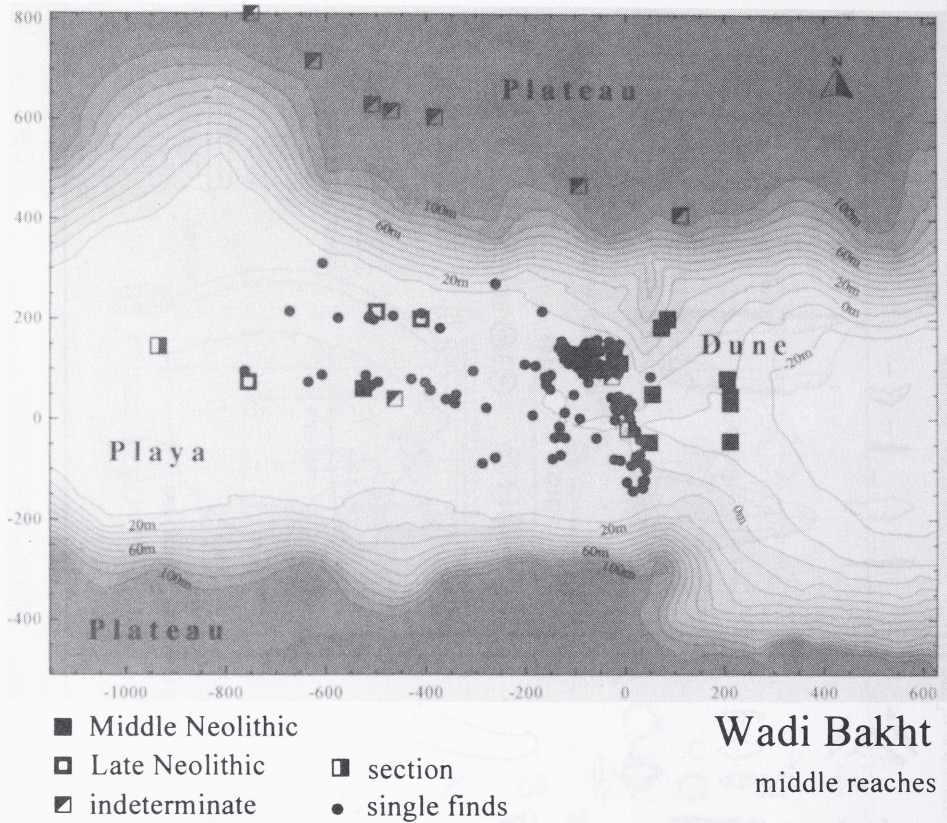 800
600
400
200
0
-200
-400
-1000
-800
-600
-400
-200
0
200
400
600
Plateau
N
100m
60m
20m
100m
60m
20m
0m
-20m
Dune
Playa
0m
20m
60m
100m
20m
60m
100m
Plateau
Middle Neolithic
Late Neolithic
indeterminate
section
single finds
Wadi Bakht
middle reaches